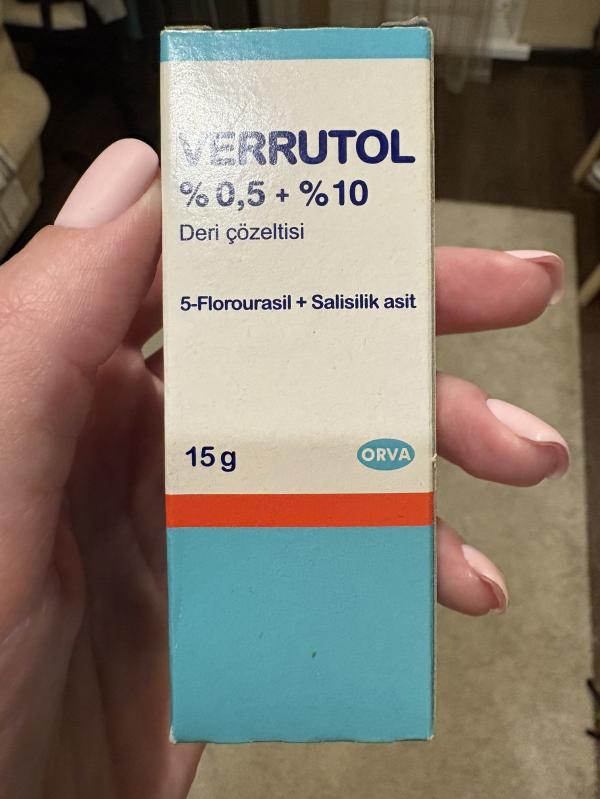 VERRUTOL
% 0,5 + %10
Deri çözeltisi
5-Florourasil + Salisilik asit
15 g
ORVA